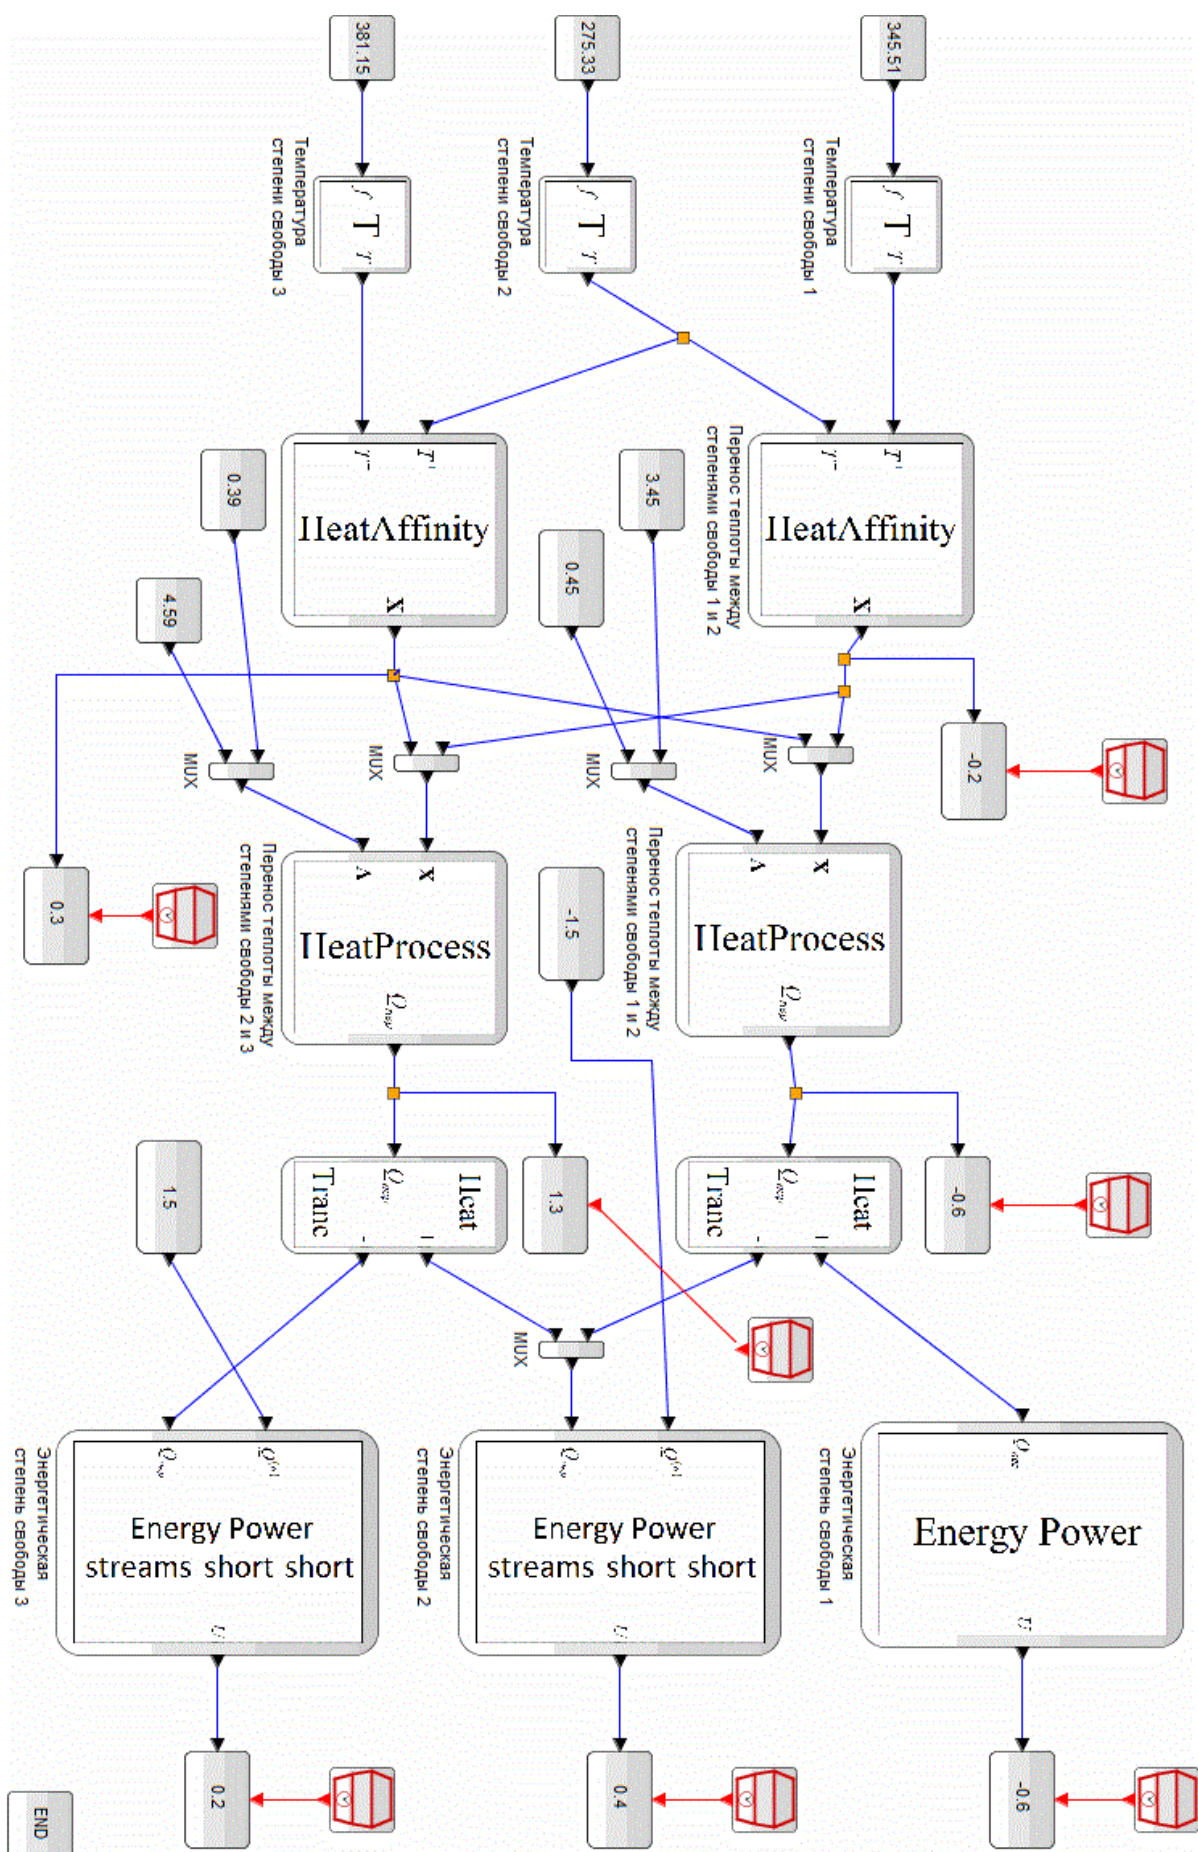 381.15
275.33
345.51
f T T
f T T
f T T
Температура
степени свободы 3
Температура
степени свободы 2
Температура
степени свободы 1
T+
T-
HeatAffinity
X
T+
T-
HeatAffinity
X
Перенос теплоты между
степенями свободы 1 и 2
0.39
3.45
0.45
4.59
MUX
MUX
MUX
MUX
-0.2
0.3
X
A
HeatProcess
Перенос теплоты между
степенями свободы 2 и 3
X
A
HeatProcess
Перенос теплоты между
степенями свободы 1 и 2
-1.5
1.5
Heat
Tranc
-
1.3
Heat
Tranc
-
-0.6
MUX
Energy Power
streams short short
U
Энергетическая
степень свободы 3
Energy Power
streams short short
U
Энергетическая
степень свободы 2
Energy Power
U
Энергетическая
степень свободы 1
0.2
0.4
-0.6
END